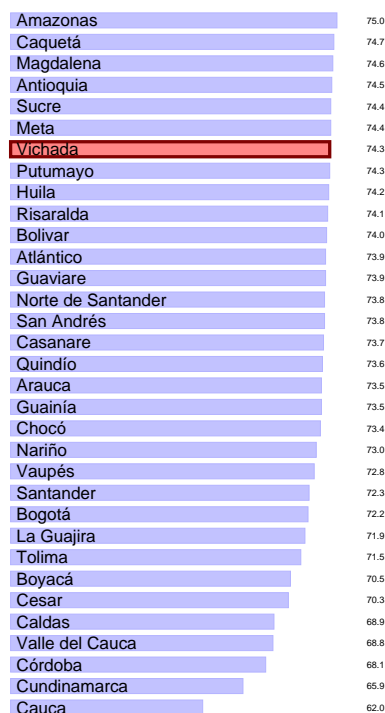 Amazonas 75.0
Caquetá 74.7
Magdalena 74.6
Antioquia 74.5
Sucre 74.4
Meta 74.4
Vichada 74.3
Putumayo 74.3
Huila 74.2
Risaralda 74.1
Bolivar 74.0
Atlántico 73.9
Guaviare 73.9
Norte de Santander 73.8
San Andrés 73.8
Casanare 73.7
Quindío 73.6
Arauca 73.5
Guainía 73.5
Chocó 73.4
Nariño 73.0
Vaupés 72.8
Santander 72.3
Bogotá 72.2
La Guajira 71.9
Tolima 71.5
Boyacá 70.5
Cesar 70.3
Caldas 68.9
Valle del Cauca 68.8
Córdoba 68.1
Cundinamarca 65.9
Cauca 62.0